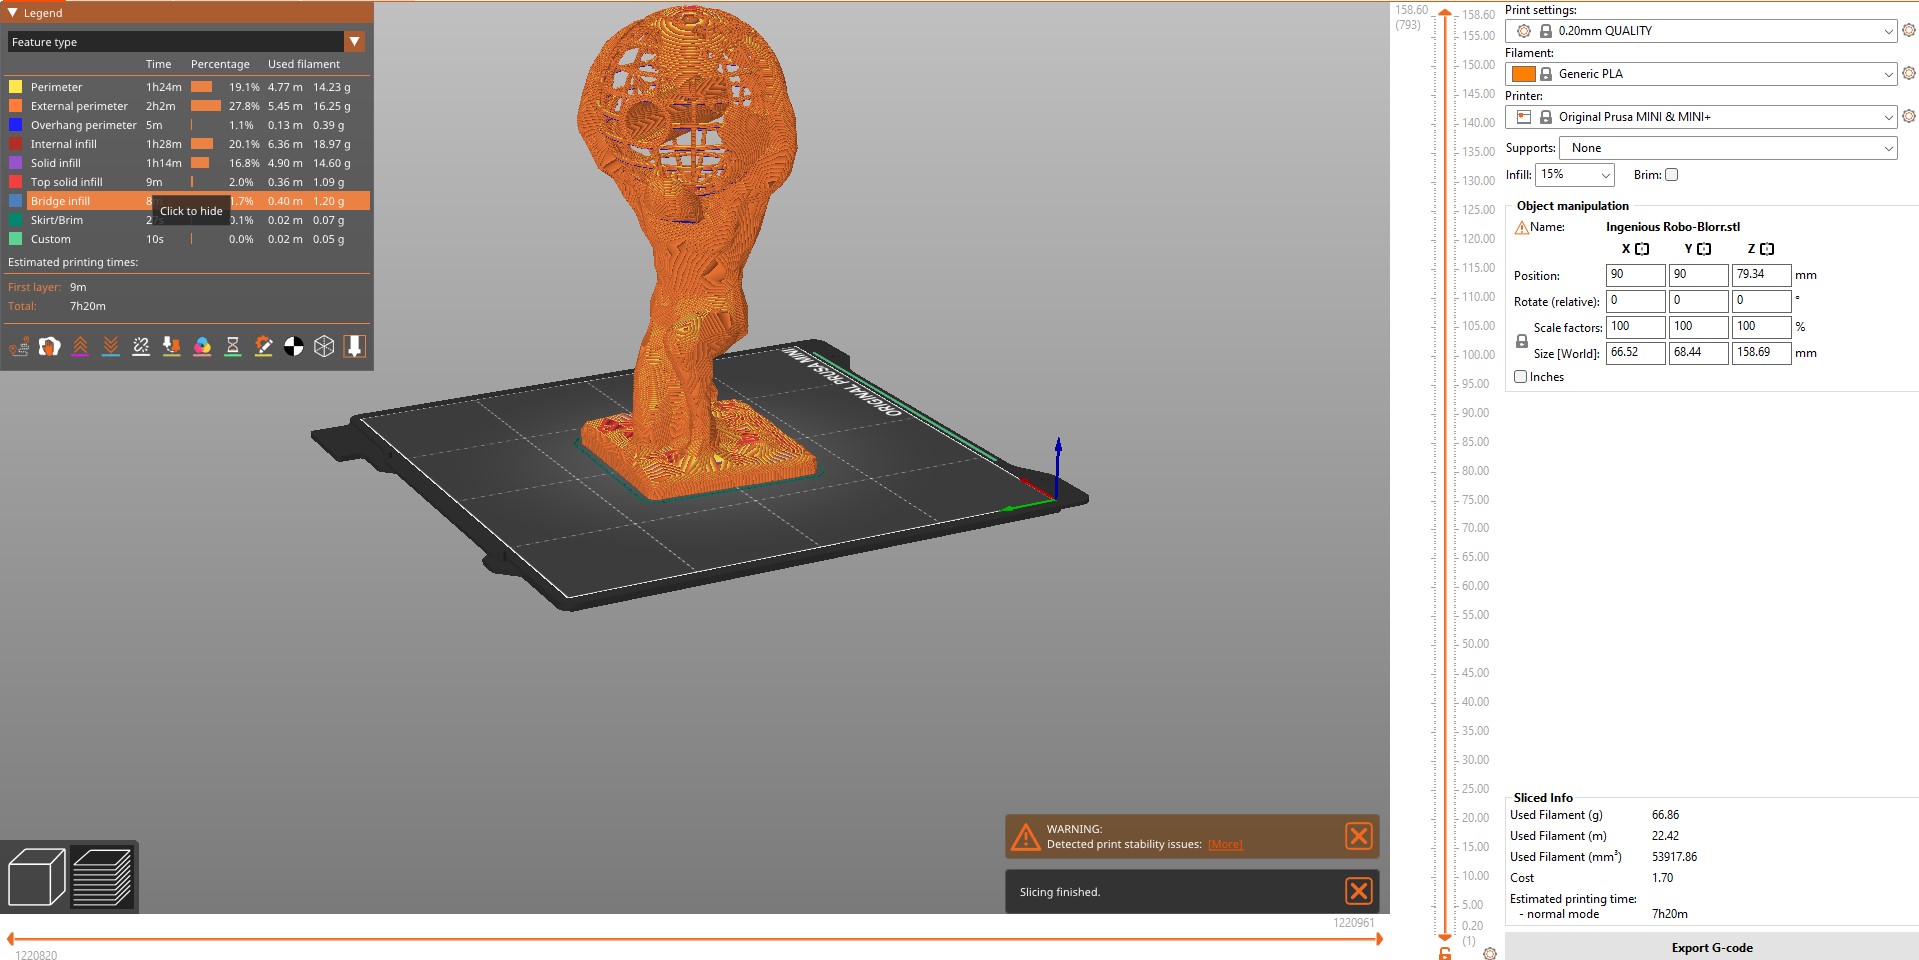 Legend
Feature type
Time Percentage Used filament
Perimeter 1h24m 19.1% 4.77 m 14.23 g
External perimeter 2h2m 27.8% 5.45 m 16.25 g
Overhang perimeter 5m 1.1% 0.13 m 0.39 g
Internal infill 1h28m 20.1% 6.36 m 18.97 g
Solid infill 1h14m 16.8% 4.90 m 14.60 g
Top solid infill 9m 2.0% 0.36 m 1.09 g
Bridge infill 1.7% 0.40 m 1.20 g
Click to hide
Skirt/Brim 0.1% 0.02 m 0.07 g
Custom 10s 0.0% 0.02 m 0.05 g
Estimated printing times:
First layer: 9m
Total: 7h20m
ORIGINAL PRUSA MINI
WARNING:
Detected print stability issues: [More]
Slicing finished.
1220961
1220820
158.60
(793)
158.60
155.00
150.00
145.00
140.00
135.00
130.00
125.00
120.00
115.00
110.00
105.00
100.00
95.00
90.00
85.00
80.00
75.00
70.00
65.00
60.00
55.00
50.00
45.00
40.00
35.00
30.00
25.00
20.00
15.00
10.00
5.00
0.20
(1)
Print settings:
0.20mm QUALITY
Filament:
Generic PLA
Printer:
Original Prusa MINI & MINI+
Supports: None
Infill: 15% Brim:
Object manipulation
Name: Ingenious Robo-Blorr.stl
X Y Z
Position: 90 90 79.34 mm
Rotate (relative): 0 0 0 °
Scale factors: 100 100 100 %
Size [World]: 66.52 68.44 158.69 mm
Inches
Sliced Info
Used Filament (g) 66.86
Used Filament (m) 22.42
Used Filament (mm³) 53917.86
Cost 1.70
Estimated printing time:
- normal mode 7h20m
Export G-code